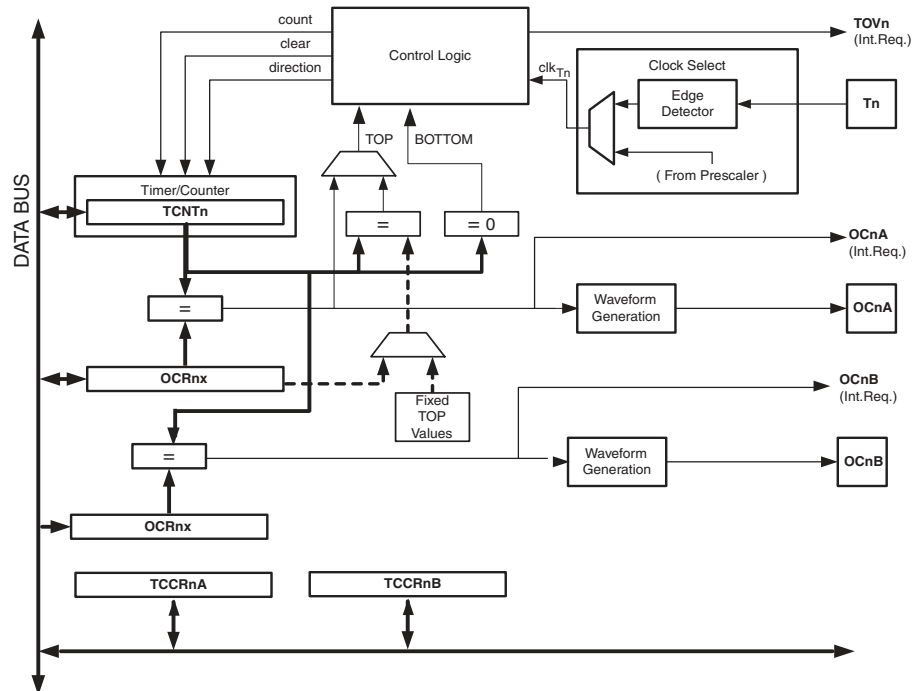 count
clear
direction
Control Logic
TOVn
(Int.Req.)
clkTn
Clock Select
Edge
Detector
Tn
( From Prescaler )
TOP
BOTTOM
Timer/Counter
TCNTn
=
= 0
DATA BUS
OCnA
(Int.Req.)
=
Waveform
Generation
OCnA
OCRnx
Fixed
TOP
Values
OCnB
(Int.Req.)
=
Waveform
Generation
OCnB
OCRnx
TCCRnA
TCCRnB